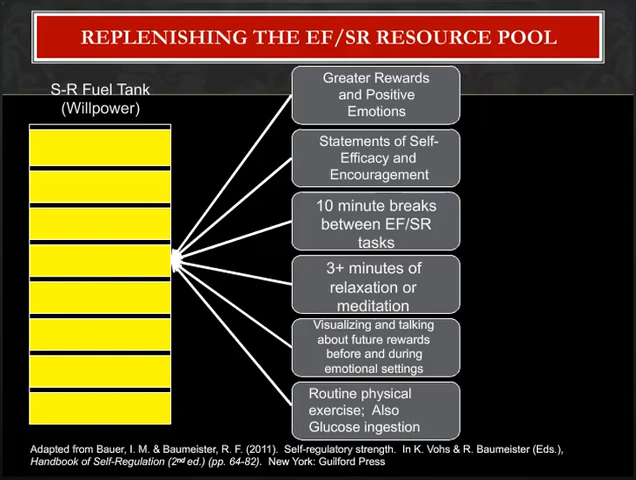 REPLENISHING THE EF/SR RESOURCE POOL
S-R Fuel Tank
(Willpower)
Greater Rewards
and Positive
Emotions
Statements of Self-
Efficacy and
Encouragement
10 minute breaks
between EF/SR
tasks
3+ minutes of
relaxation or
meditation
Visualizing and talking
about future rewards
before and during
emotional settings
Routine physical
exercise;  Also
Glucose ingestion
Adapted from Bauer, I. M. & Baumeister, R. F. (2011).  Self-regulatory strength.  In K. Vohs & R. Baumeister (Eds.),
Handbook of Self-Regulation (2nd ed.) (pp. 64-82).  New York: Guilford Press